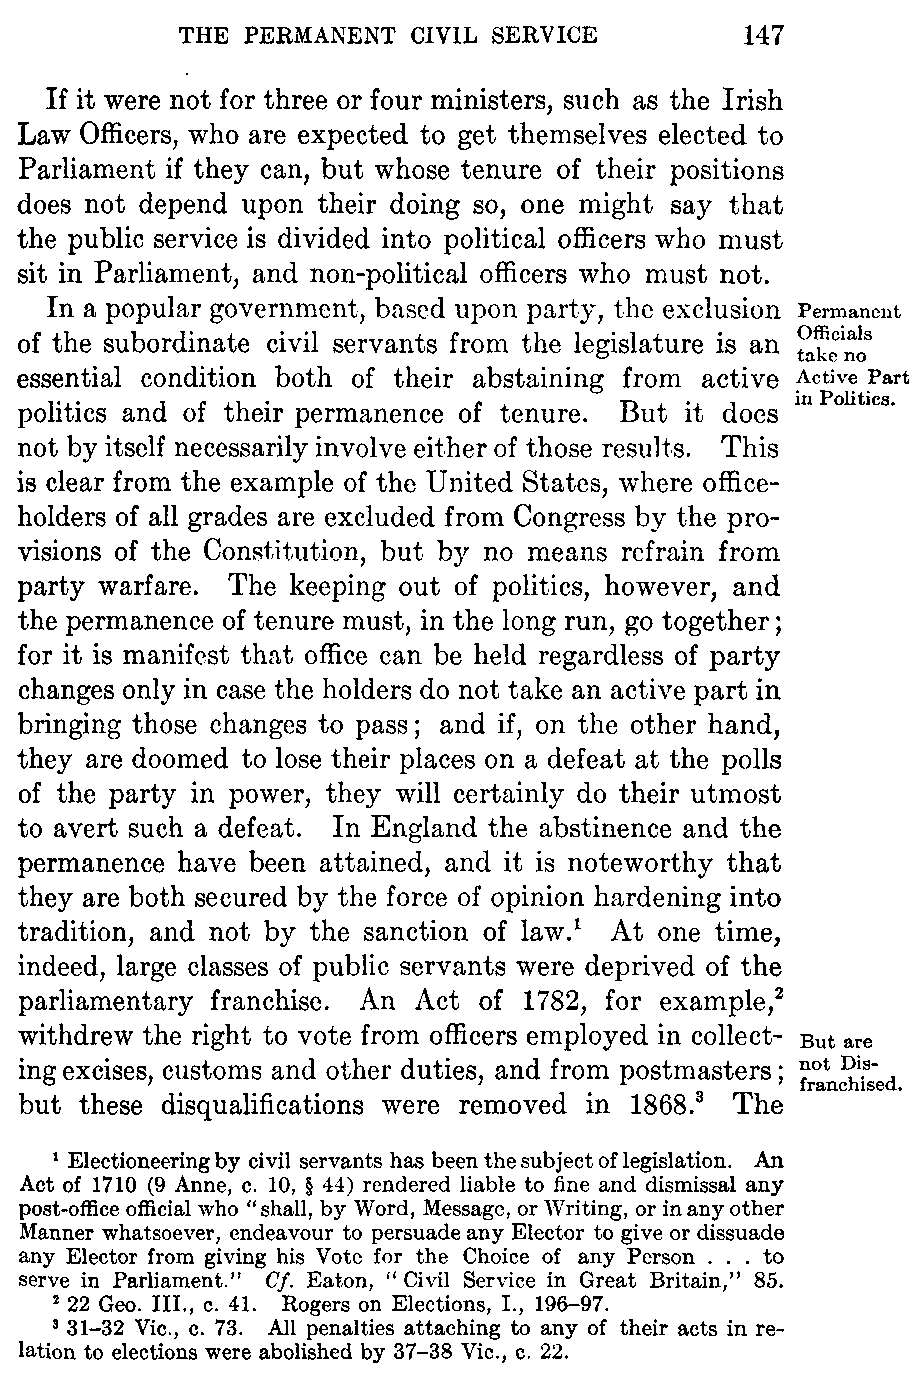 THE PERMANENT CIVIL SERVICE 147
If it were not for three or four ministers, such as the Irish
Law Officers, who are expected to get themselves elected to
Parliament if they can, but whose tenure of their positions
does not depend upon their doing so, one might say that
the public service is divided into political officers who must
sit in Parliament, and non-political officers who must not.
In a popular government, based upon party, the exclusion
of the subordinate civil servants from the legislature is an
essential condition both of their abstaining from active
politics and of their permanence of tenure. But it does
not by itself necessarily involve either of those results. This
is clear from the example of the United States, where office-
holders of all grades are excluded from Congress by the pro-
visions of the Constitution, but by no means refrain from
party warfare. The keeping out of politics, however, and
the permanence of tenure must, in the long run, go together;
for it is manifest that office can be held regardless of party
changes only in case the holders do not take an active part in
bringing those changes to pass; and if, on the other hand,
they are doomed to lose their places on a defeat at the polls
of the party in power, they will certainly do their utmost
to avert such a defeat. In England the abstinence and the
permanence have been attained, and it is noteworthy that
they are both secured by the force of opinion hardening into
tradition, and not by the sanction of law.¹ At one time,
indeed, large classes of public servants were deprived of the
parliamentary franchise. An Act of 1782, for example,²
withdrew the right to vote from officers employed in collect-
ing excises, customs and other duties, and from postmasters;
but these disqualifications were removed in 1868.³ The
Permanent
Officials
take no
Active Part
in Politics.
But are
not Dis-
franchised.
¹ Electioneering by civil servants has been the subject of legislation. An
Act of 1710 (9 Anne, c. 10, § 44) rendered liable to fine and dismissal any
post-office official who "shall, by Word, Message, or Writing, or in any other
Manner whatsoever, endeavour to persuade any Elector to give or dissuade
any Elector from giving his Vote for the Choice of any Person . . . to
serve in Parliament." Cf. Eaton, "Civil Service in Great Britain," 85.
² 22 Geo. III., c. 41. Rogers on Elections, I., 196–97.
³ 31–32 Vic., c. 73. All penalties attaching to any of their acts in re-
lation to elections were abolished by 37–38 Vic., c. 22.